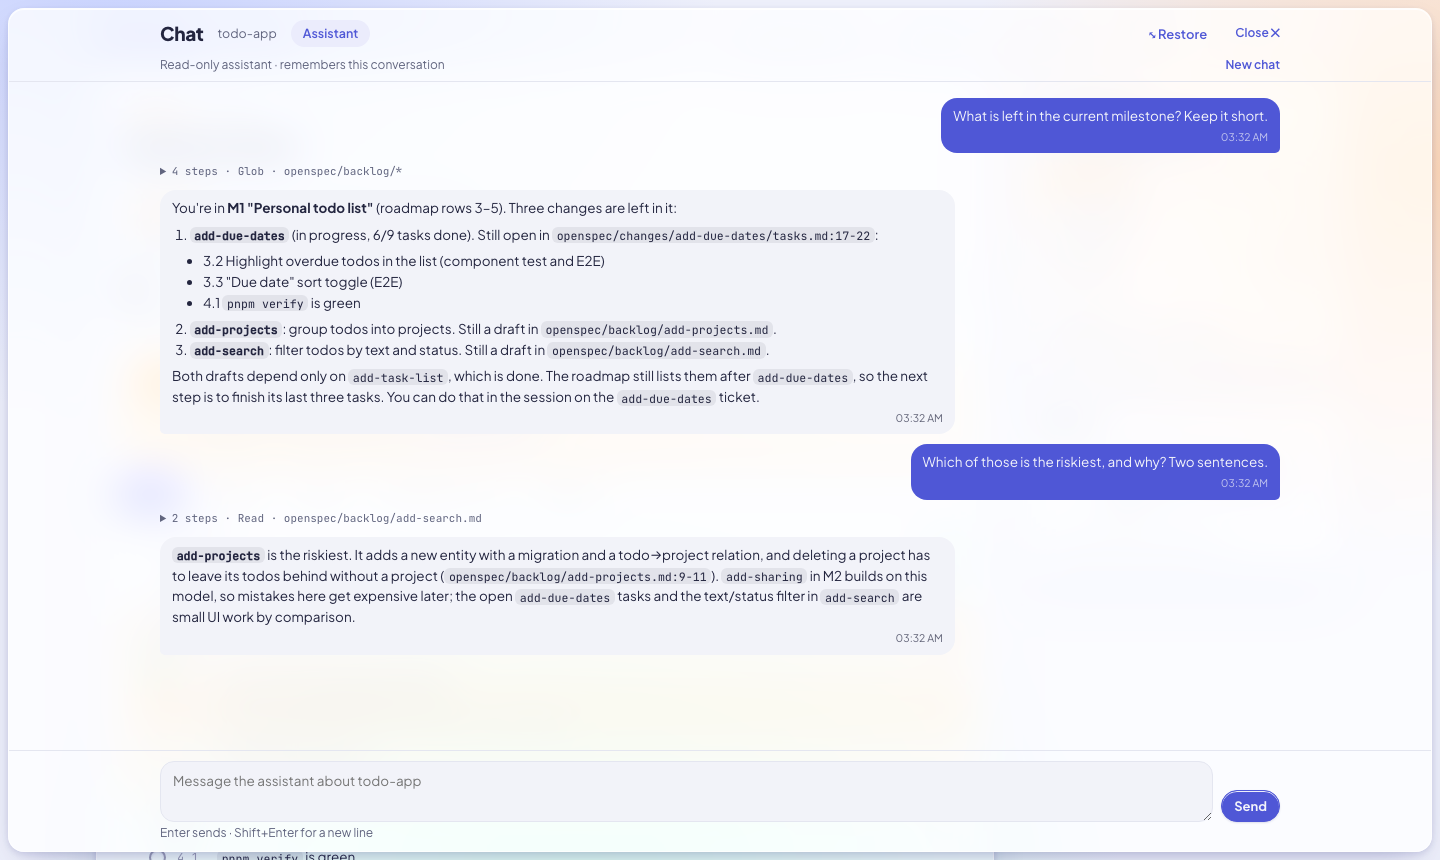 Chat todo-app Assistant
Restore Close
Read-only assistant · remembers this conversation
New chat
What is left in the current milestone? Keep it short.
03:32 AM
4 steps · Glob · openspec/backlog/*
You're in M1 "Personal todo list" (roadmap rows 3–5). Three changes are left in it:
1. add-due-dates (in progress, 6/9 tasks done). Still open in openspec/changes/add-due-dates/tasks.md:17-22:
• 3.2 Highlight overdue todos in the list (component test and E2E)
• 3.3 "Due date" sort toggle (E2E)
• 4.1 pnpm verify is green
2. add-projects: group todos into projects. Still a draft in openspec/backlog/add-projects.md.
3. add-search: filter todos by text and status. Still a draft in openspec/backlog/add-search.md.
Both drafts depend only on add-task-list, which is done. The roadmap still lists them after add-due-dates, so the next
step is to finish its last three tasks. You can do that in the session on the add-due-dates ticket.
03:32 AM
Which of those is the riskiest, and why? Two sentences.
03:32 AM
2 steps · Read · openspec/backlog/add-search.md
add-projects is the riskiest. It adds a new entity with a migration and a todo→project relation, and deleting a project has
to leave its todos behind without a project (openspec/backlog/add-projects.md:9-11). add-sharing in M2 builds on this
model, so mistakes here get expensive later; the open add-due-dates tasks and the text/status filter in add-search are
small UI work by comparison.
03:32 AM
Message the assistant about todo-app
Send
Enter sends · Shift+Enter for a new line
4.1 pnpm verify is green